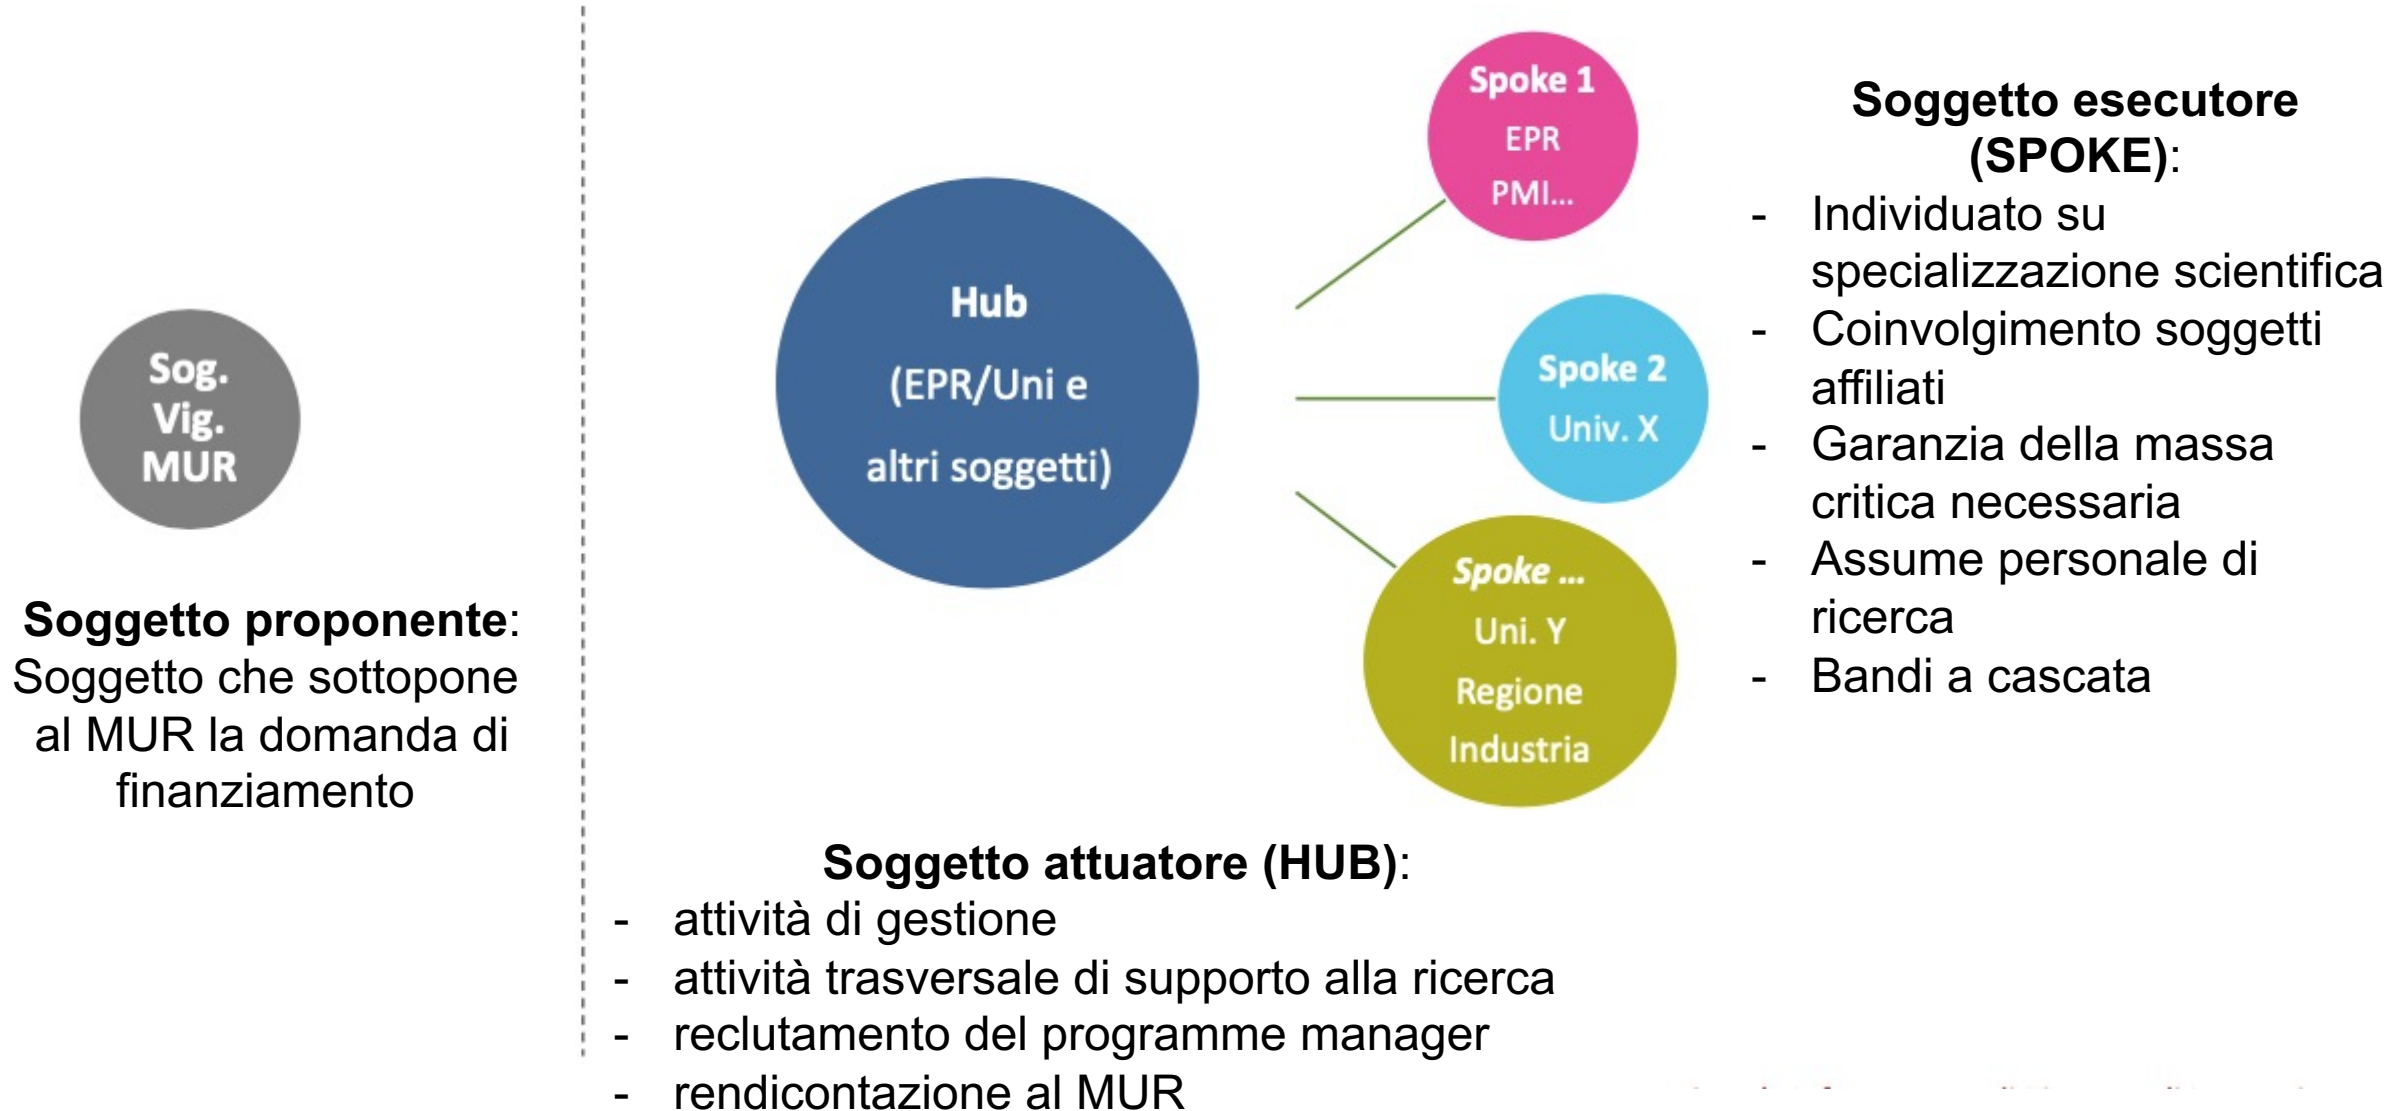 Sog.
Vig.
MUR
Soggetto proponente:
Soggetto che sottopone
al MUR la domanda di
finanziamento
Hub
(EPR/Uni e
altri soggetti)
Spoke 1
EPR
PMI...
Spoke 2
Univ. X
Spoke ...
Uni. Y
Regione
Industria
Soggetto esecutore
(SPOKE):
- Individuato su
specializzazione scientifica
- Coinvolgimento soggetti
affiliati
- Garanzia della massa
critica necessaria
- Assume personale di
ricerca
- Bandi a cascata
Soggetto attuatore (HUB):
- attività di gestione
- attività trasversale di supporto alla ricerca
- reclutamento del programme manager
- rendicontazione al MUR